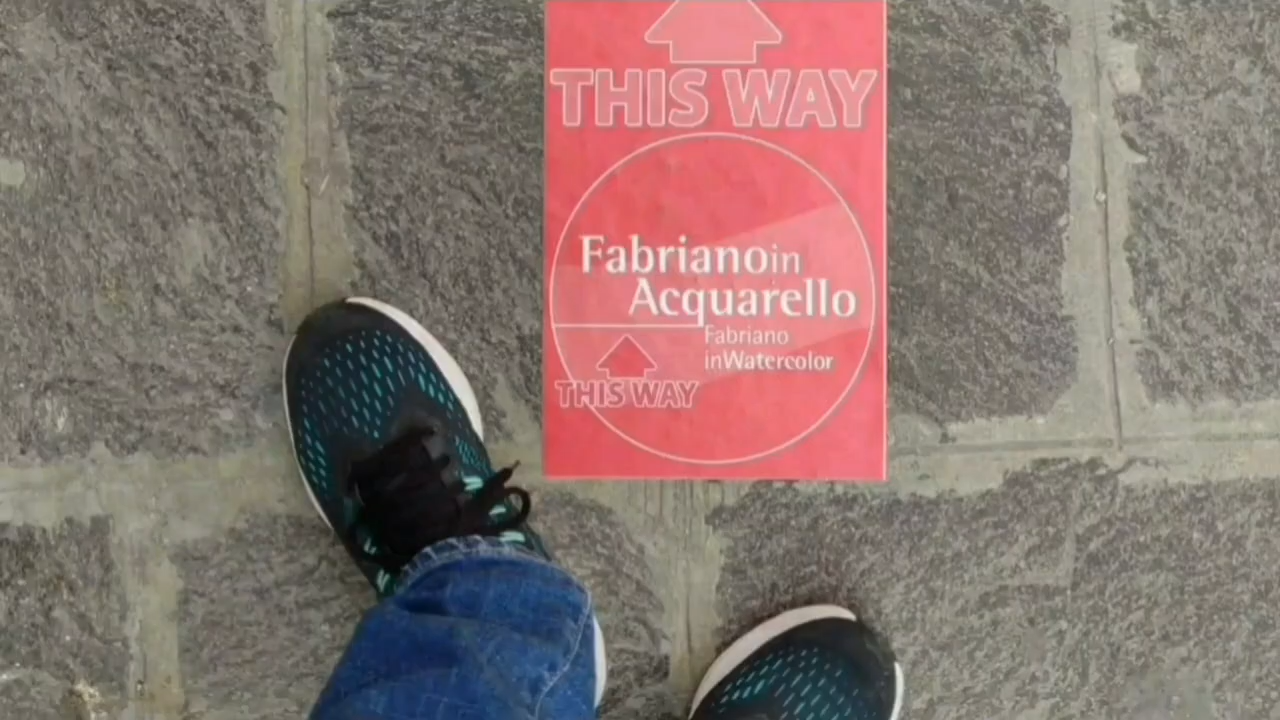 THIS WAY
Fabrianoin
Acquarello
Fabriano
inWatercolor
THIS WAY